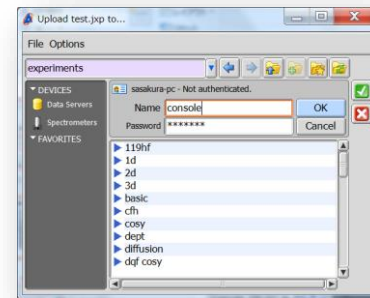 Upload test.jxp to...
File Options
experiments
▼ DEVICES
Data Servers
Spectrometers
▼ FAVORITES
sasakura-pc - Not authenticated.
Name console OK
Password ******* Cancel
119hf
1d
2d
3d
basic
cfh
cosy
dept
diffusion
dqf cosy